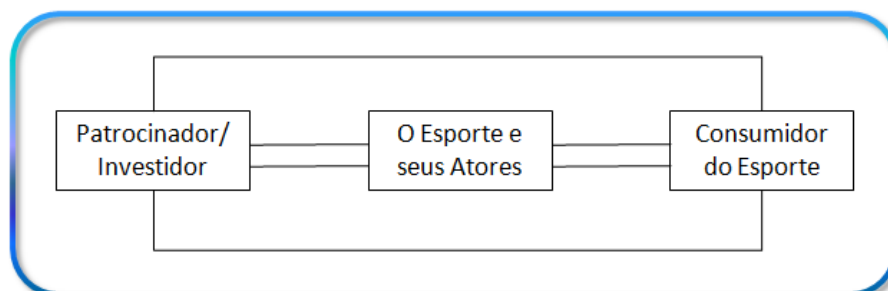 Patrocinador/
Investidor
O Esporte e
seus Atores
Consumidor
do Esporte